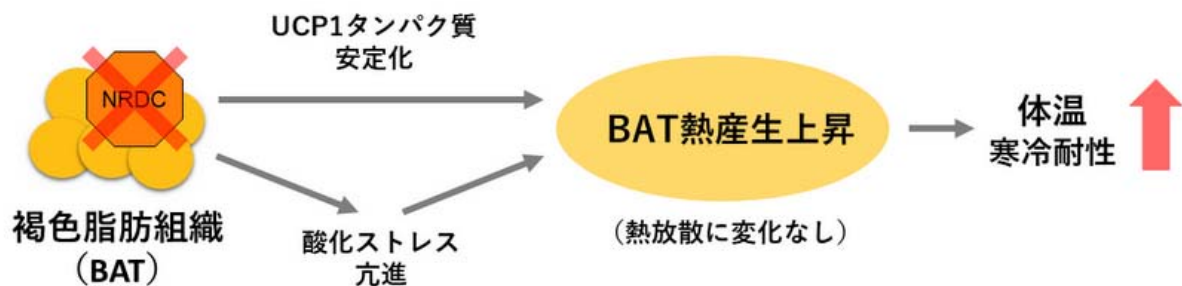 UCP1タンパク質
安定化
NRDC
BAT熱産生上昇
体温
寒冷耐性
褐色脂肪組織
（BAT）
酸化ストレス
亢進
（熱放散に変化なし）